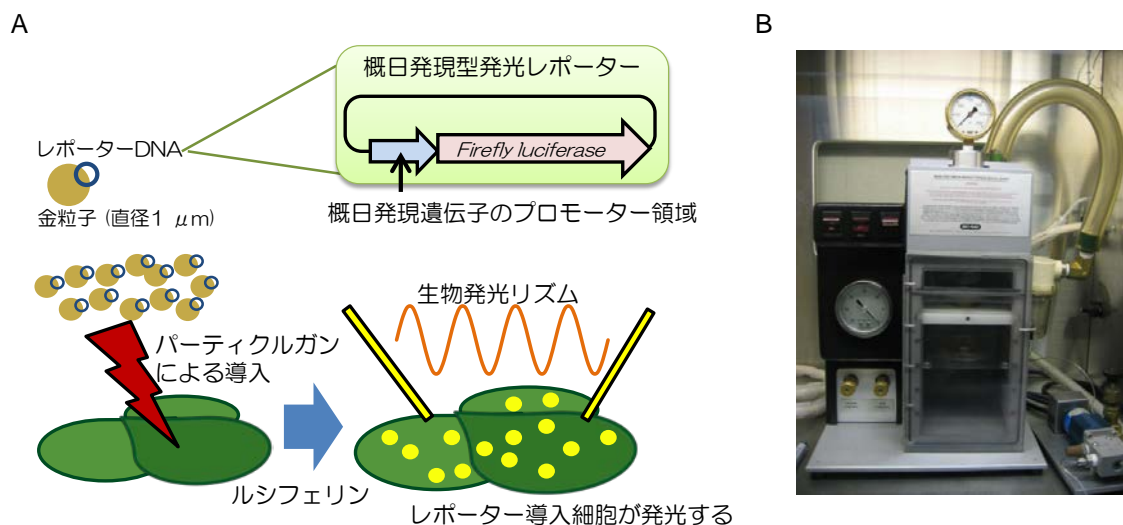 A
B
概日発現型発光レポーター
レポーターDNA
Firefly luciferase
金粒子 (直径1 μm)
概日発現遺伝子のプロモーター領域
生物発光リズム
パーティクルガン
による導入
ルシフェリン
レポーター導入細胞が発光する